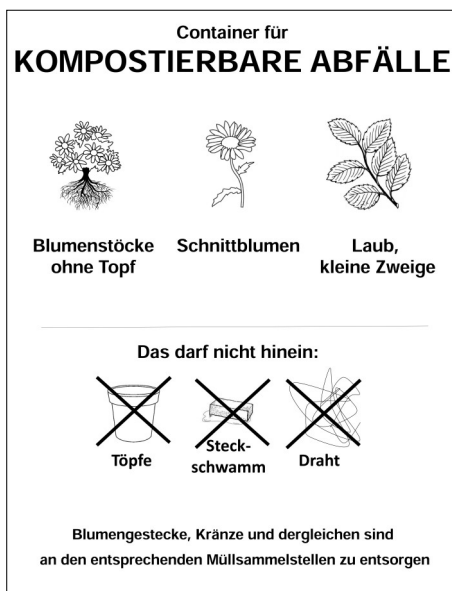 Container für
KOMPOSTIERBARE ABFÄLLE
Blumenstöcke
ohne Topf
Schnittblumen
Laub,
kleine Zweige
Das darf nicht hinein:
Töpfe
Steck-
schwamm
Draht
Blumengestecke, Kränze und dergleichen sind
an den entsprechenden Müllsammelstellen zu entsorgen